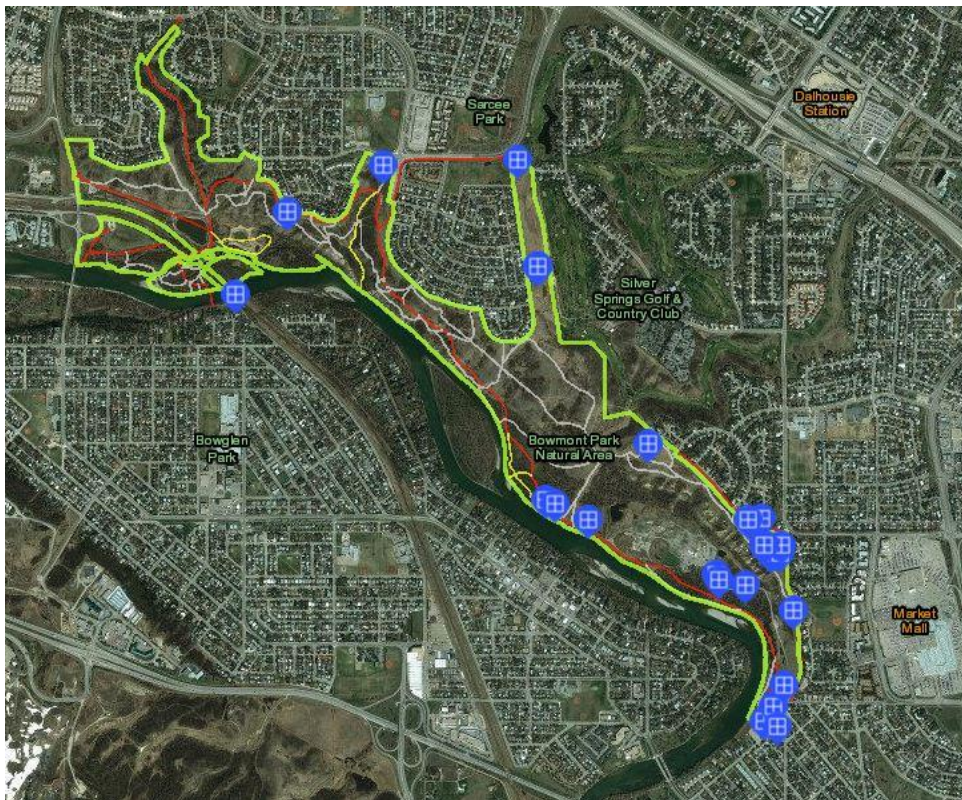 Dalhousie
Station
Sarcee
Park
Silver
Springs Golf &
Country Club
Bowglen
Park
Bowmont Park
Natural Area
Market
Mall